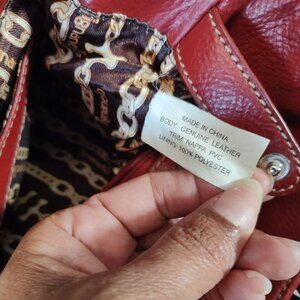 MADE IN CHINA
BODY: GENUINE LEATHER
TRIM: NAPPA PVC
LINING: 100% POLYESTER